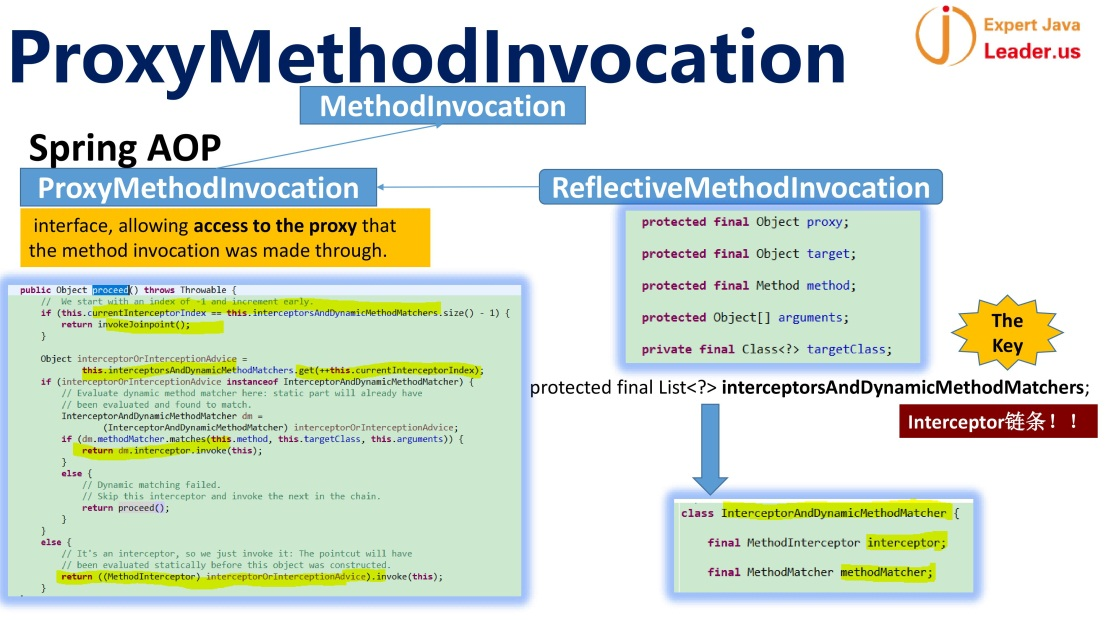 ProxyMethodInvocation
Expert Java
Leader.us
MethodInvocation
Spring AOP
ProxyMethodInvocation
ReflectiveMethodInvocation
interface, allowing access to the proxy that
the method invocation was made through.
public Object proceed() throws Throwable {
// We start with an index of -1 and increment early.
if (this.currentInterceptorIndex == this.interceptorsAndDynamicMethodMatchers.size() - 1) {
return invokeJoinpoint();
}
Object interceptorOrInterceptionAdvice =
this.interceptorsAndDynamicMethodMatchers.get(++this.currentInterceptorIndex);
if (interceptorOrInterceptionAdvice instanceof InterceptorAndDynamicMethodMatcher) {
// Evaluate dynamic method matcher here: static part will already have
// been evaluated and found to match.
InterceptorAndDynamicMethodMatcher dm =
(InterceptorAndDynamicMethodMatcher) interceptorOrInterceptionAdvice;
if (dm.methodMatcher.matches(this.method, this.targetClass, this.arguments)) {
return dm.interceptor.invoke(this);
}
else {
// Dynamic matching failed.
// Skip this interceptor and invoke the next in the chain.
return proceed();
}
}
else {
// It's an interceptor, so we just invoke it: The pointcut will have
// been evaluated statically before this object was constructed.
return ((MethodInterceptor) interceptorOrInterceptionAdvice).invoke(this);
}
protected final Object proxy;
protected final Object target;
protected final Method method;
protected Object[] arguments;
private final Class<?> targetClass;
The
Key
protected final List<?> interceptorsAndDynamicMethodMatchers;
Interceptor链条！！
class InterceptorAndDynamicMethodMatcher {
final MethodInterceptor interceptor;
final MethodMatcher methodMatcher;